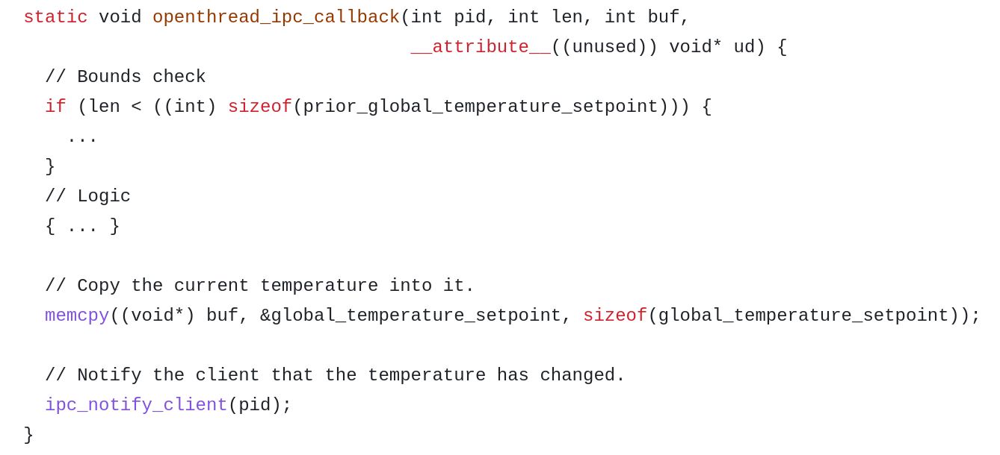 static void openthread_ipc_callback(int pid, int len, int buf,
__attribute__((unused)) void* ud) {
// Bounds check
if (len < ((int) sizeof(prior_global_temperature_setpoint))) {
...
}
// Logic
{ ... }
// Copy the current temperature into it.
memcpy((void*) buf, &global_temperature_setpoint, sizeof(global_temperature_setpoint));
// Notify the client that the temperature has changed.
ipc_notify_client(pid);
}